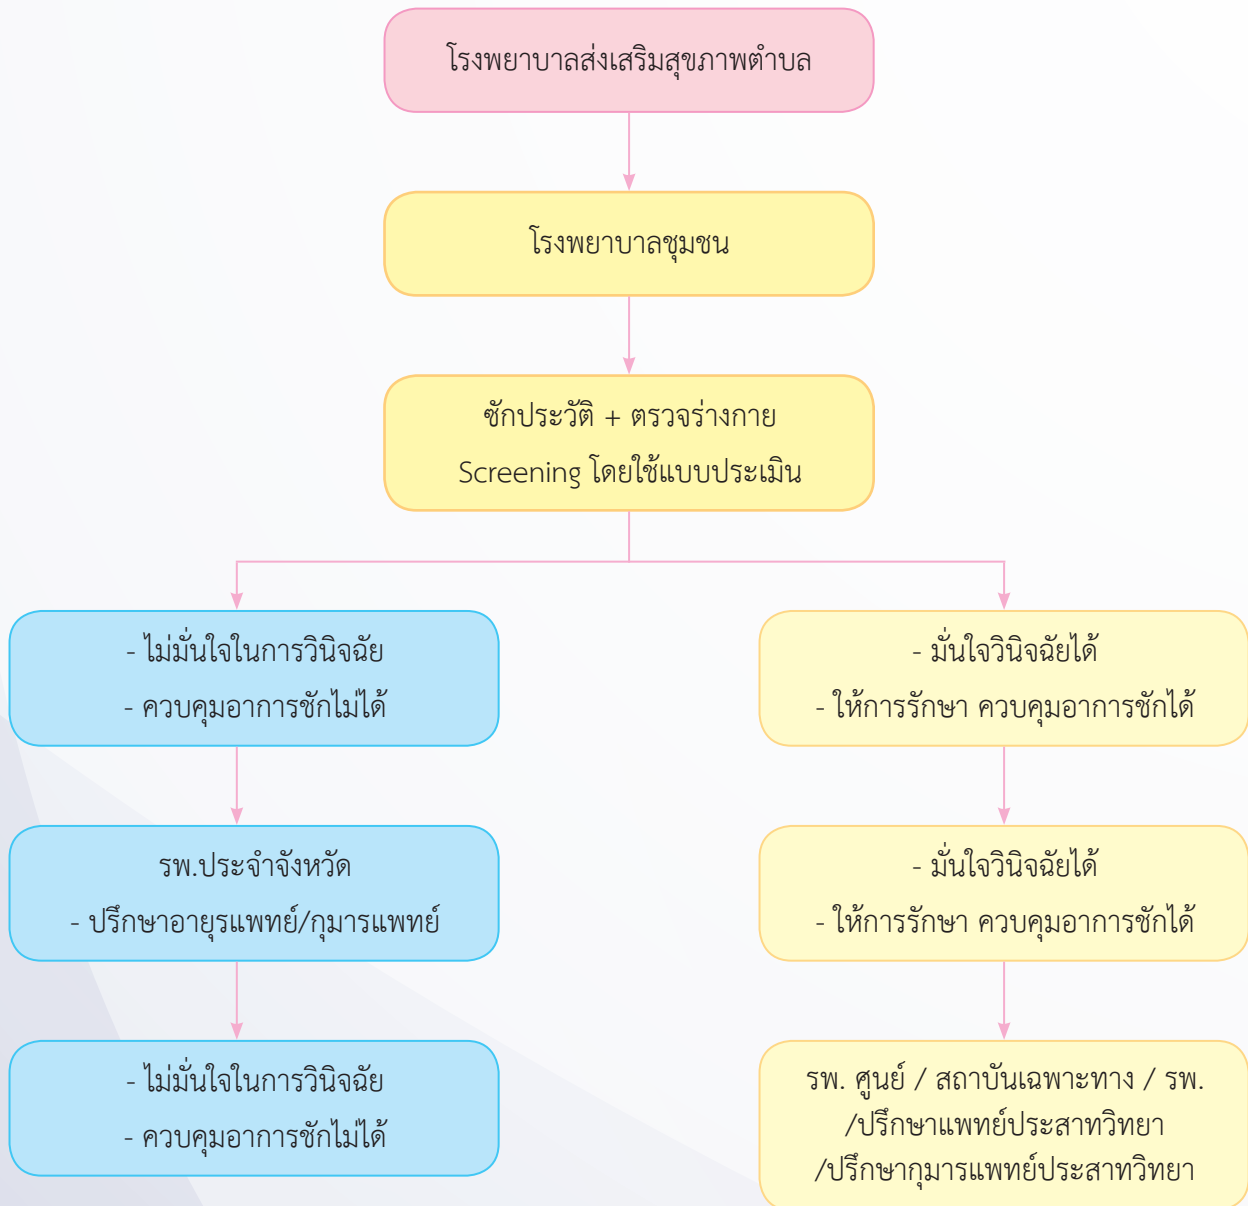 โรงพยาบาลส่งเสริมสุขภาพตำบล
โรงพยาบาลชุมชน
ซักประวัติ + ตรวจร่างกาย
Screening โดยใช้แบบประเมิน
- ไม่มั่นใจในการวินิจฉัย
- ควบคุมอาการชักไม่ได้
- มั่นใจวินิจฉัยได้
- ให้การรักษา ควบคุมอาการชักได้
รพ.ประจำจังหวัด
- ปรึกษาอายุรแพทย์/กุมารแพทย์
- มั่นใจวินิจฉัยได้
- ให้การรักษา ควบคุมอาการชักได้
- ไม่มั่นใจในการวินิจฉัย
- ควบคุมอาการชักไม่ได้
รพ. ศูนย์ / สถาบันเฉพาะทาง / รพ.
/ปรึกษาแพทย์ประสาทวิทยา
/ปรึกษากุมารแพทย์ประสาทวิทยา